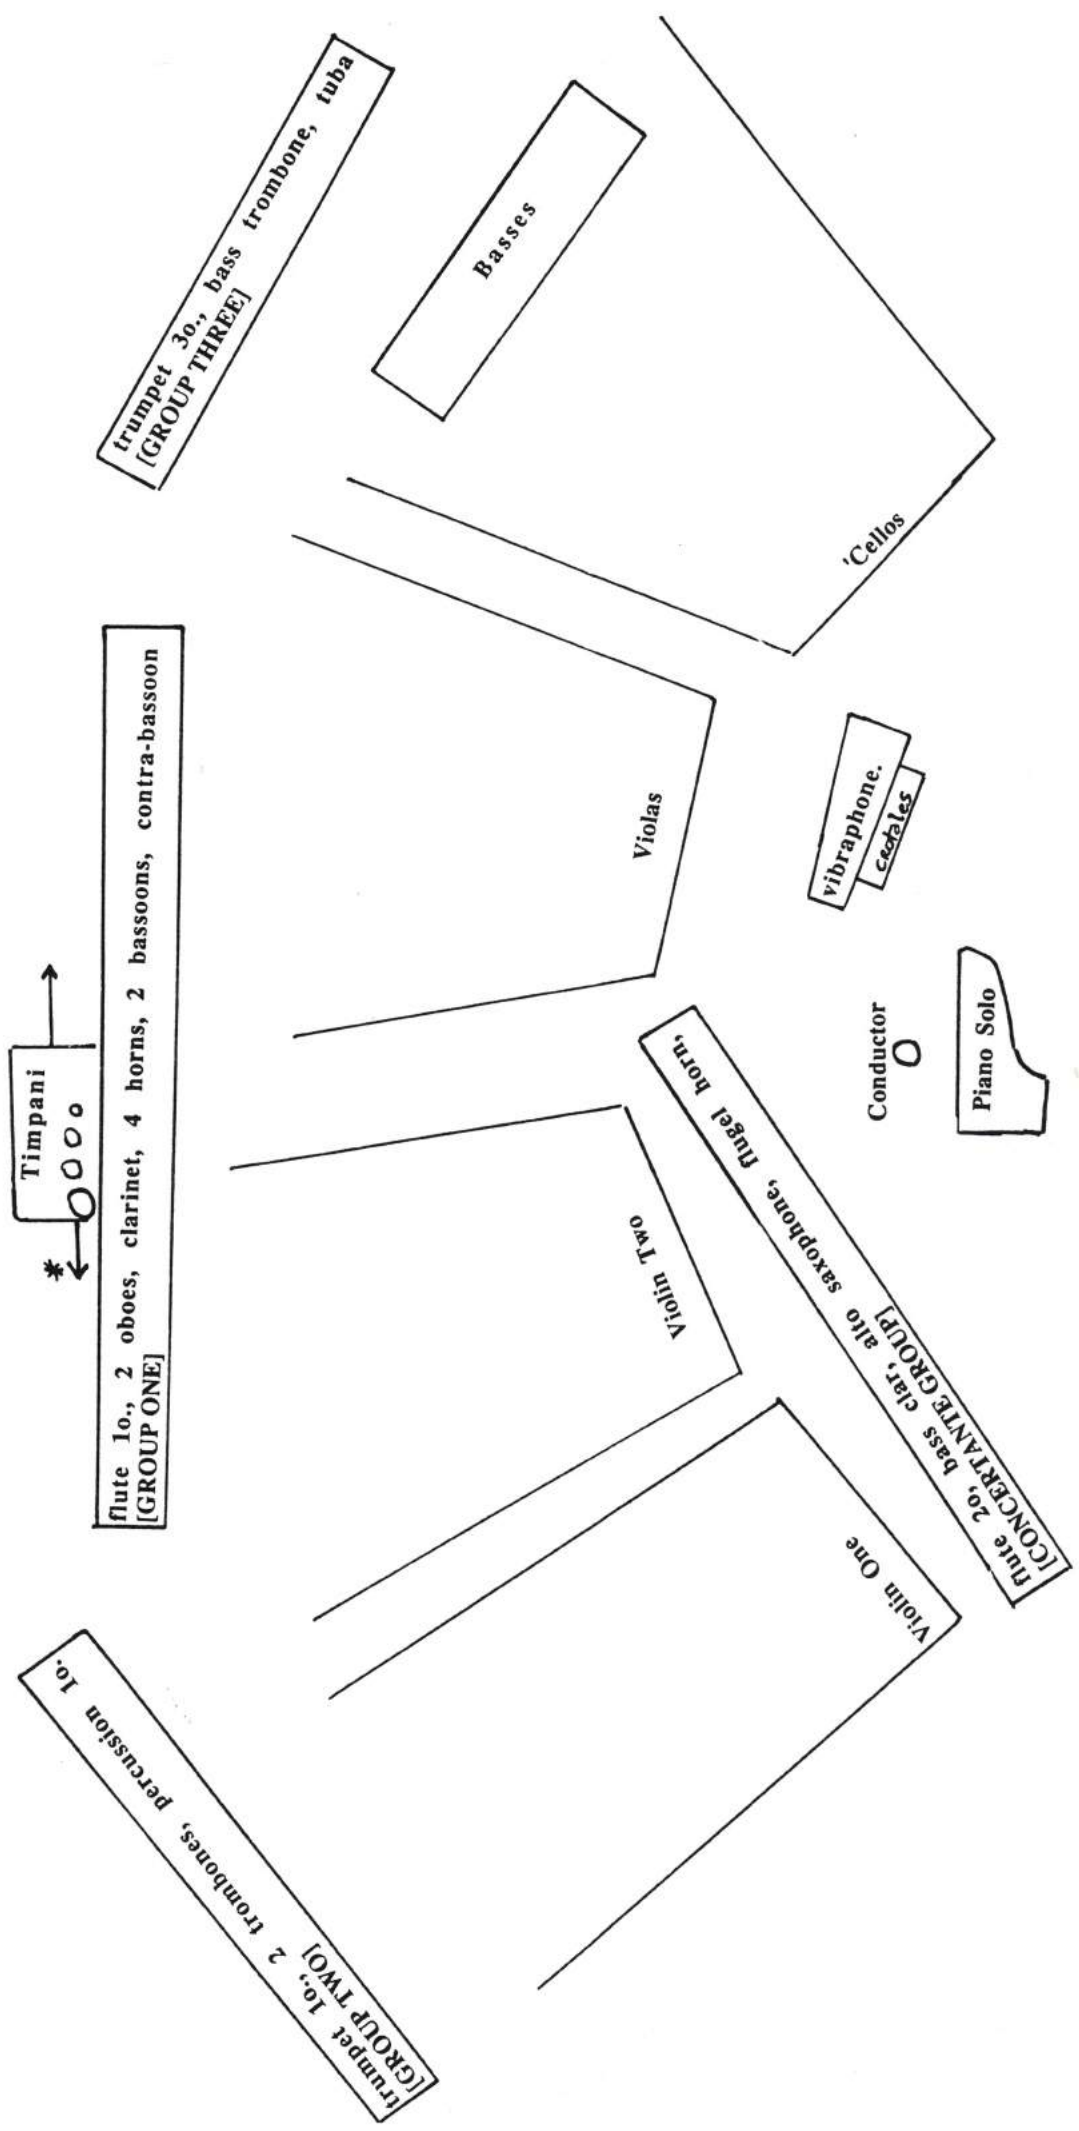 Timpani
*
flute 1o., 2 oboes, clarinet, 4 horns, 2 bassoons, contra-bassoon
[GROUP ONE]
trumpet 1o., 2 trombones, percussion 1o.
[GROUP TWO]
trumpet 3o., bass trombone, tuba
[GROUP THREE]
Basses
Violin One
Violin Two
Violas
'Cellos
flute 2o, bass clar, alto saxophone, flugel horn,
[CONCERTANTE GROUP]
vibraphone.
crotales
Conductor
Piano Solo